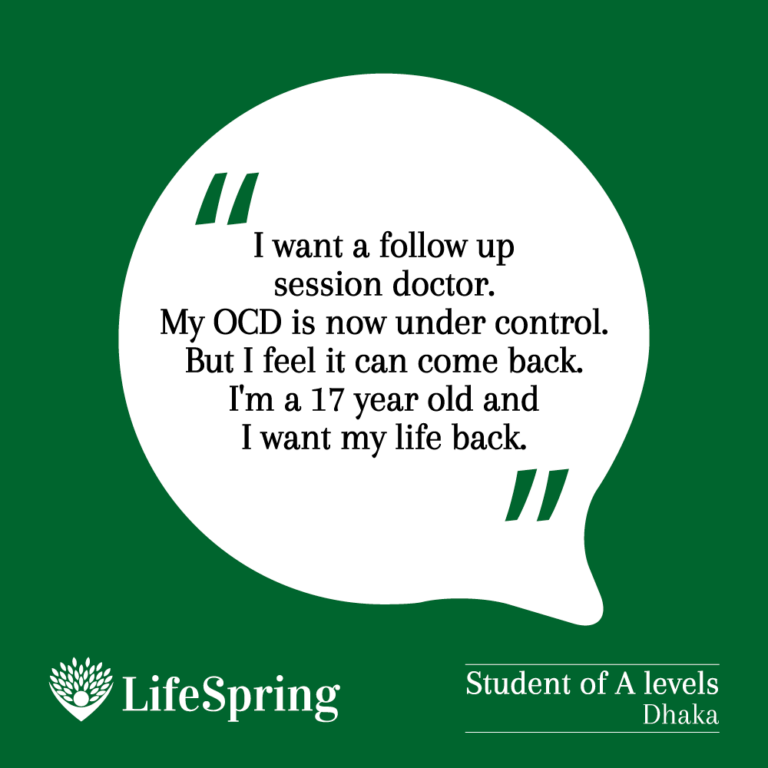 I want a follow up
session doctor.
My OCD is now under control.
But I feel it can come back.
I'm a 17 year old and
I want my life back.
LifeSpring
Student of A levels
Dhaka